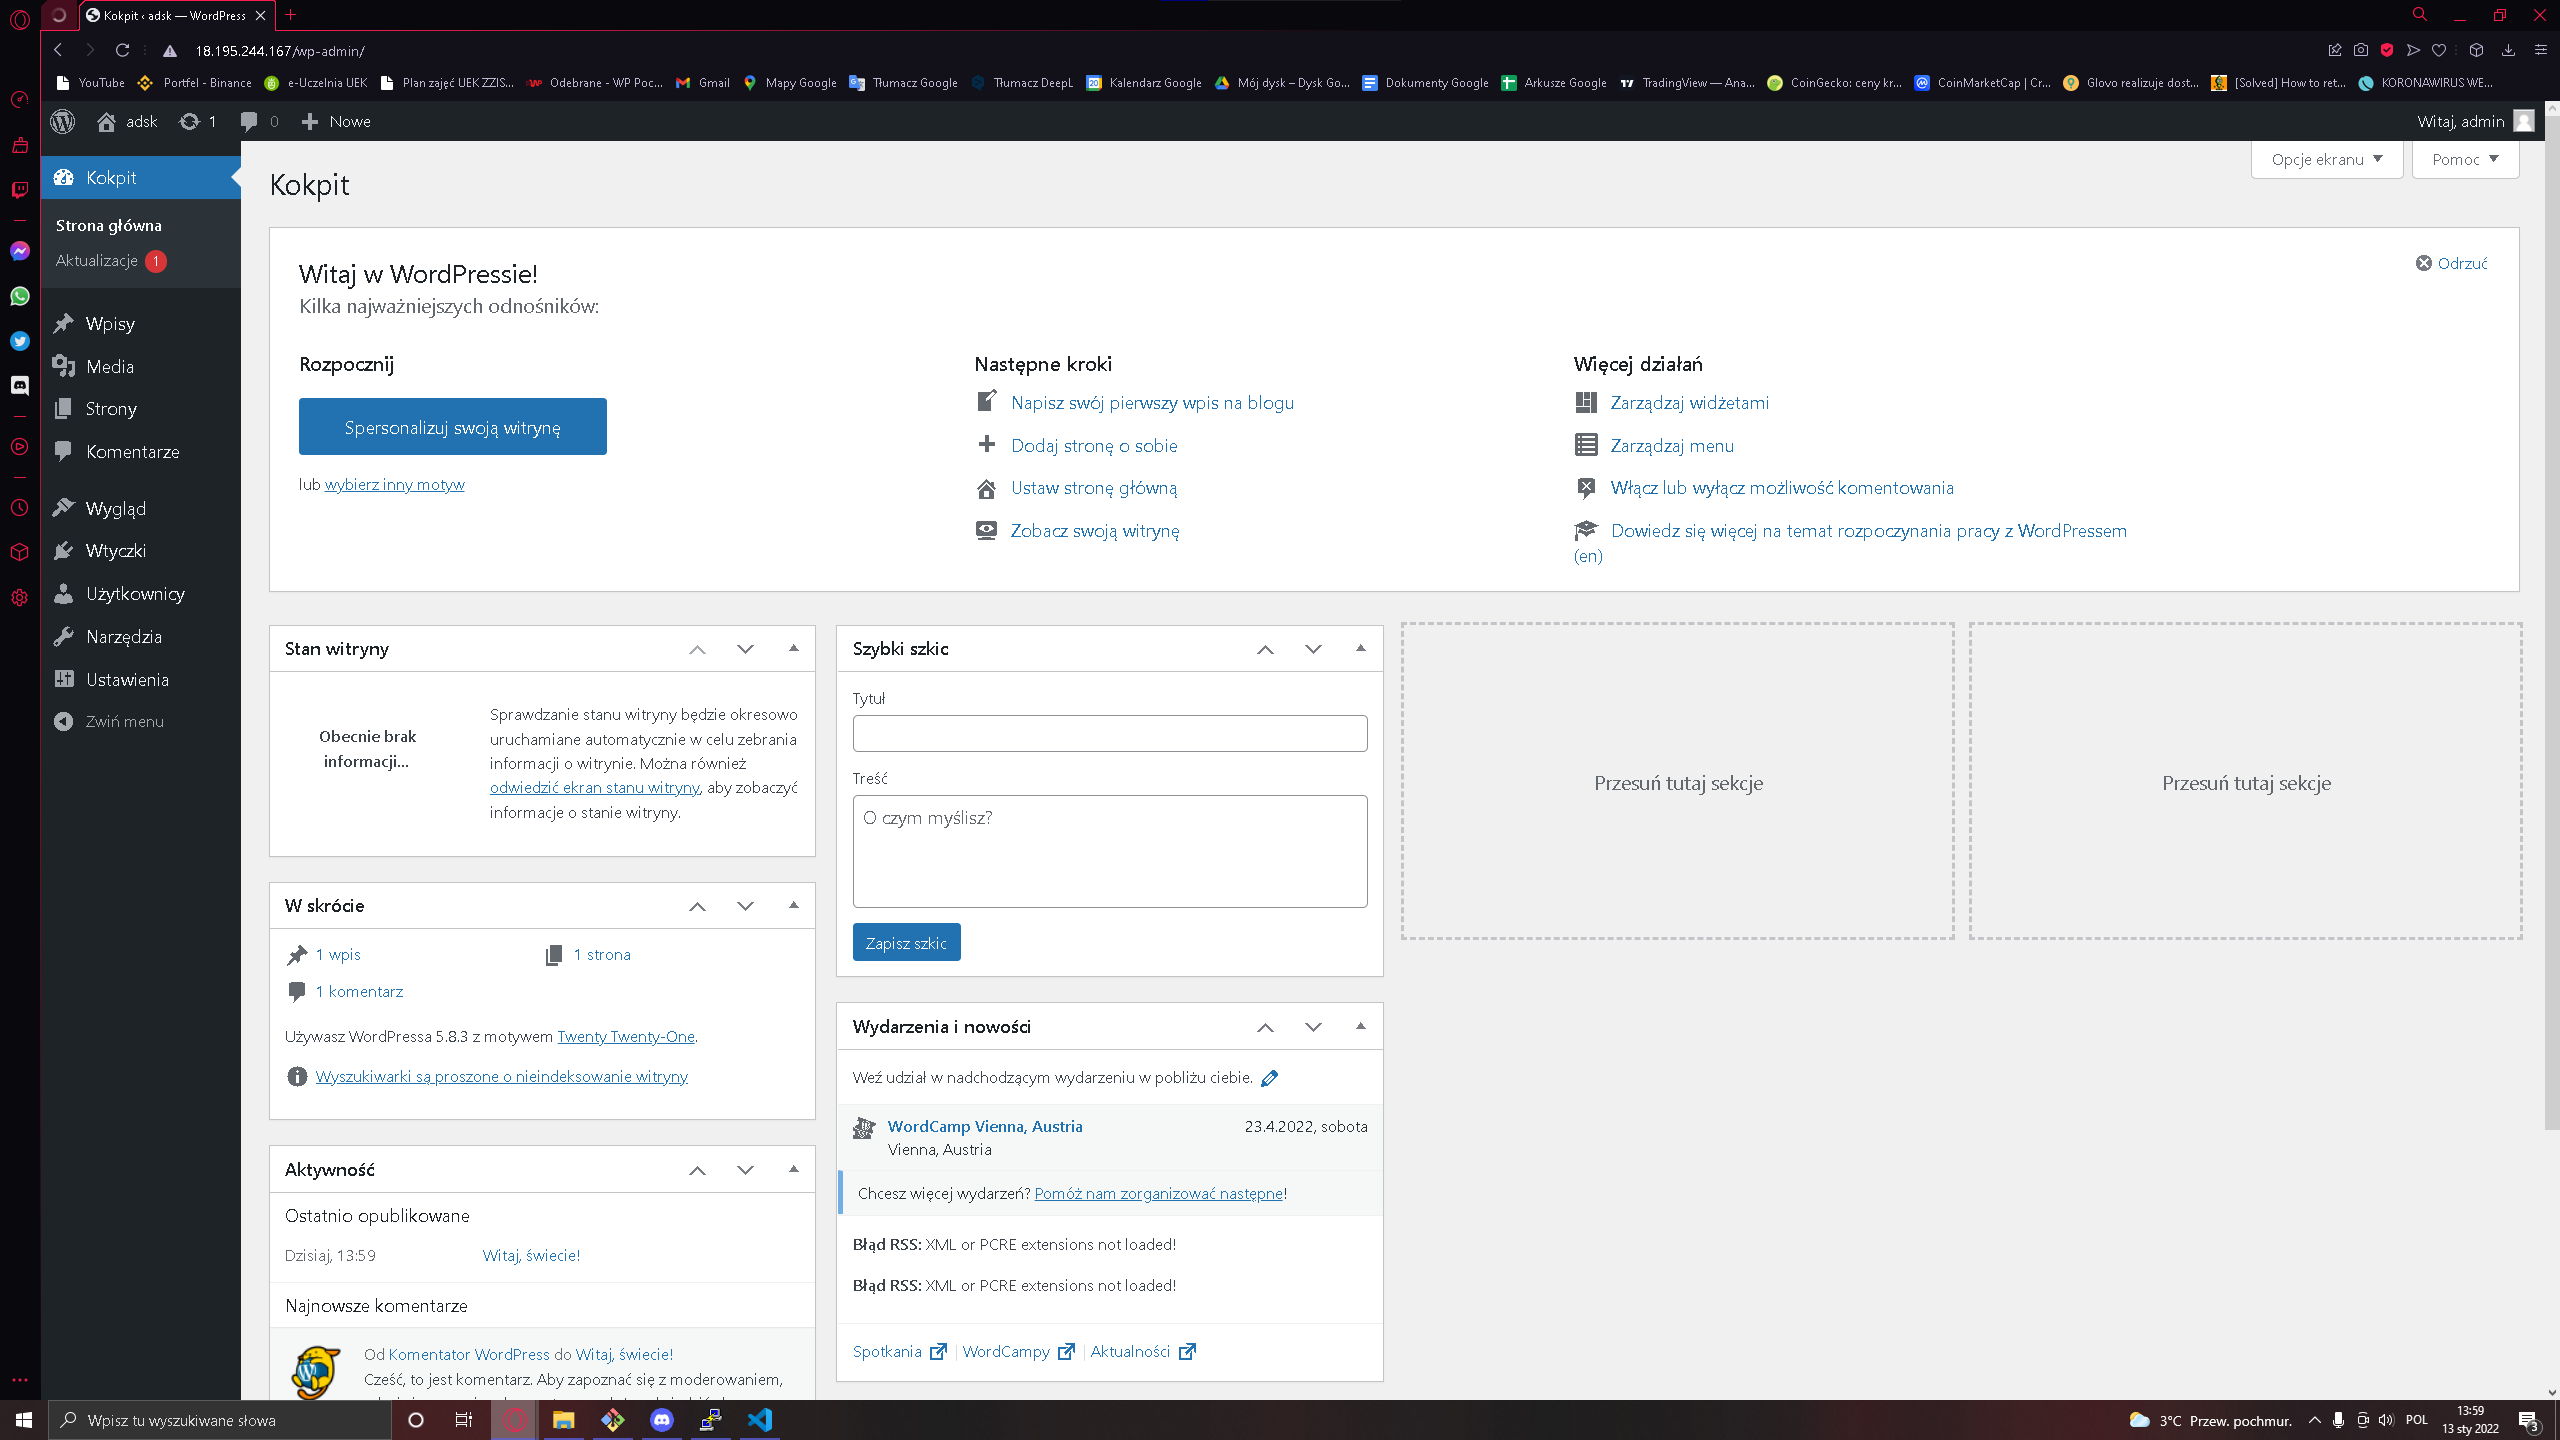 Kokpit ‹ adsk — WordPress
18.195.244.167/wp-admin/
YouTube
Portfel - Binance
e-Uczelnia UEK
Plan zajęć UEK ZZIS...
Odebrane - WP Poc...
Gmail
Mapy Google
Tłumacz Google
Tłumacz DeepL
Kalendarz Google
Mój dysk – Dysk Go...
Dokumenty Google
Arkusze Google
TradingView — Ana...
CoinGecko: ceny kr...
CoinMarketCap | Cr...
Glovo realizuje dost...
[Solved] How to ret...
KORONAWIRUS WE...
adsk
1
0
Nowe
Witaj, admin
Kokpit
Strona główna
Aktualizacje 1
Wpisy
Media
Strony
Komentarze
Wygląd
Wtyczki
Użytkownicy
Narzędzia
Ustawienia
Zwiń menu
Opcje ekranu
Pomoc
Kokpit
Witaj w WordPressie!
Kilka najważniejszych odnośników:
Odrzuć
Rozpocznij
Spersonalizuj swoją witrynę
lub wybierz inny motyw
Następne kroki
Napisz swój pierwszy wpis na blogu
Dodaj stronę o sobie
Ustaw stronę główną
Zobacz swoją witrynę
Więcej działań
Zarządzaj widżetami
Zarządzaj menu
Włącz lub wyłącz możliwość komentowania
Dowiedz się więcej na temat rozpoczynania pracy z WordPressem
(en)
Stan witryny
Obecnie brak
informacji...
Sprawdzanie stanu witryny będzie okresowo
uruchamiane automatycznie w celu zebrania
informacji o witrynie. Można również
odwiedzić ekran stanu witryny, aby zobaczyć
informacje o stanie witryny.
W skrócie
1 wpis
1 strona
1 komentarz
Używasz WordPressa 5.8.3 z motywem Twenty Twenty-One.
Wyszukiwarki są proszone o nieindeksowanie witryny
Aktywność
Ostatnio opublikowane
Dzisiaj, 13:59
Witaj, świecie!
Najnowsze komentarze
Od Komentator WordPress do Witaj, świecie!
Cześć, to jest komentarz. Aby zapoznać się z moderowaniem,
Szybki szkic
Tytuł
Treść
O czym myślisz?
Zapisz szkic
Wydarzenia i nowości
Weź udział w nadchodzącym wydarzeniu w pobliżu ciebie.
WordCamp Vienna, Austria
23.4.2022, sobota
Vienna, Austria
Chcesz więcej wydarzeń? Pomóż nam zorganizować następne!
Błąd RSS: XML or PCRE extensions not loaded!
Błąd RSS: XML or PCRE extensions not loaded!
Spotkania | WordCampy | Aktualności
Przesuń tutaj sekcje
Przesuń tutaj sekcje
Wpisz tu wyszukiwane słowa
3°C Przew. pochmur.
POL
13:59
13 sty 2022
3